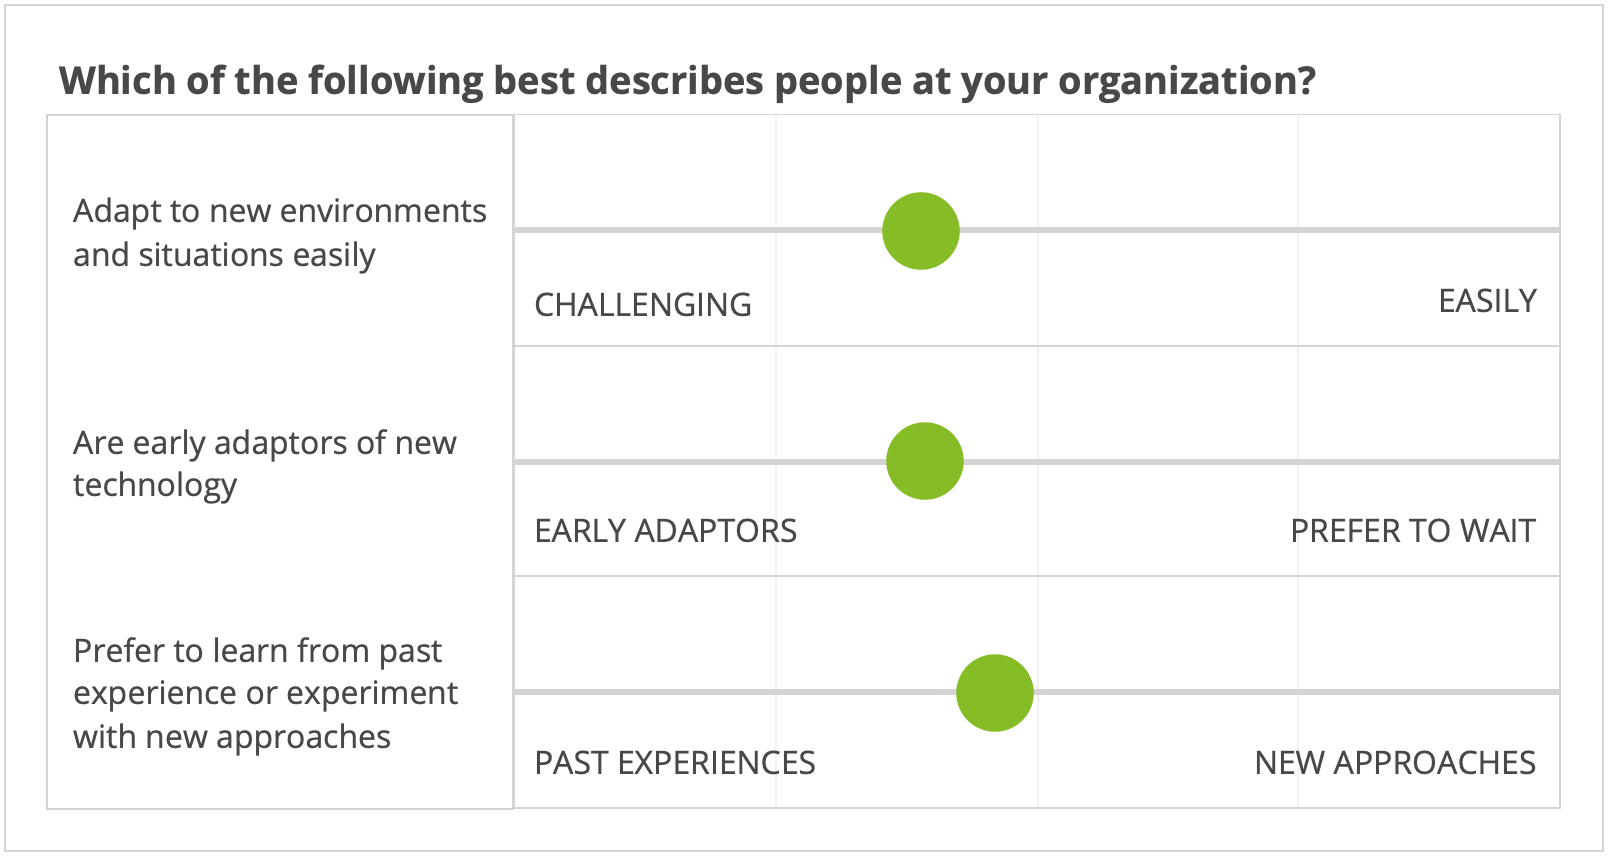 Which of the following best describes people at your organization?
Adapt to new environments
and situations easily
CHALLENGING
EASILY
Are early adaptors of new
technology
EARLY ADAPTORS
PREFER TO WAIT
Prefer to learn from past
experience or experiment
with new approaches
PAST EXPERIENCES
NEW APPROACHES